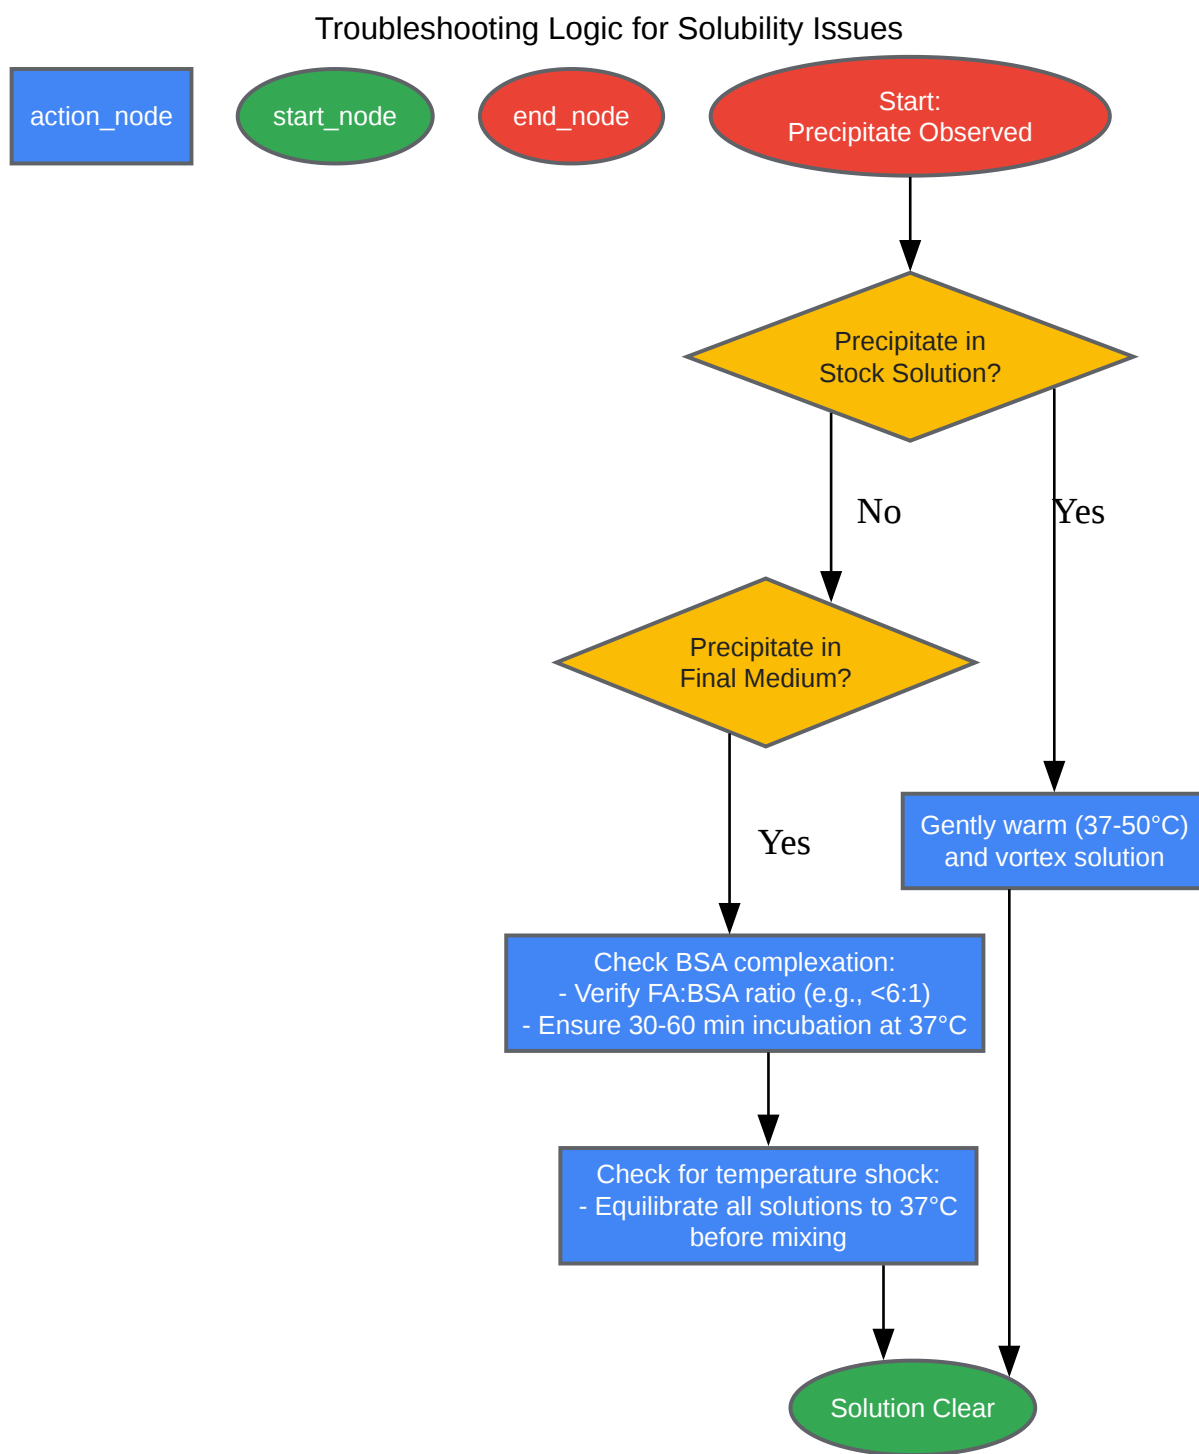 Troubleshooting Logic for Solubility Issues
action_node
start_node
end_node
Start:
Precipitate Observed
Precipitate in
Stock Solution?
No
Yes
Precipitate in
Final Medium?
Yes
Gently warm (37-50°C)
and vortex solution
Check BSA complexation:
- Verify FA:BSA ratio (e.g., <6:1)
- Ensure 30-60 min incubation at 37°C
Check for temperature shock:
- Equilibrate all solutions to 37°C
before mixing
Solution Clear